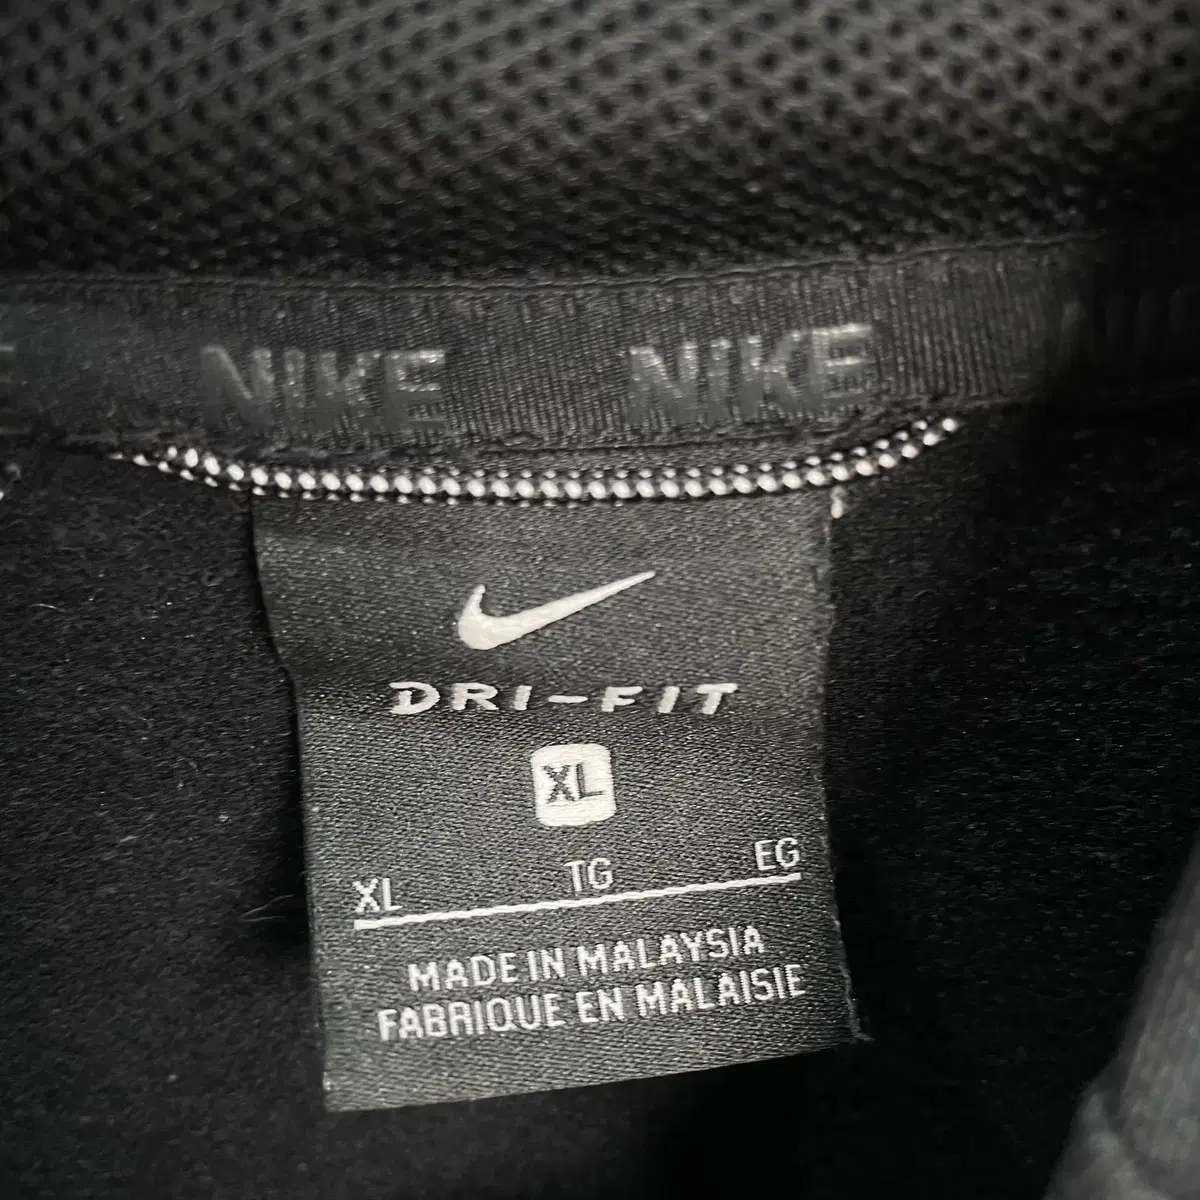 NIKE NIKE
DRI-FIT
XL
XL TG EG
MADE IN MALAYSIA
FABRIQUE EN MALAISIE